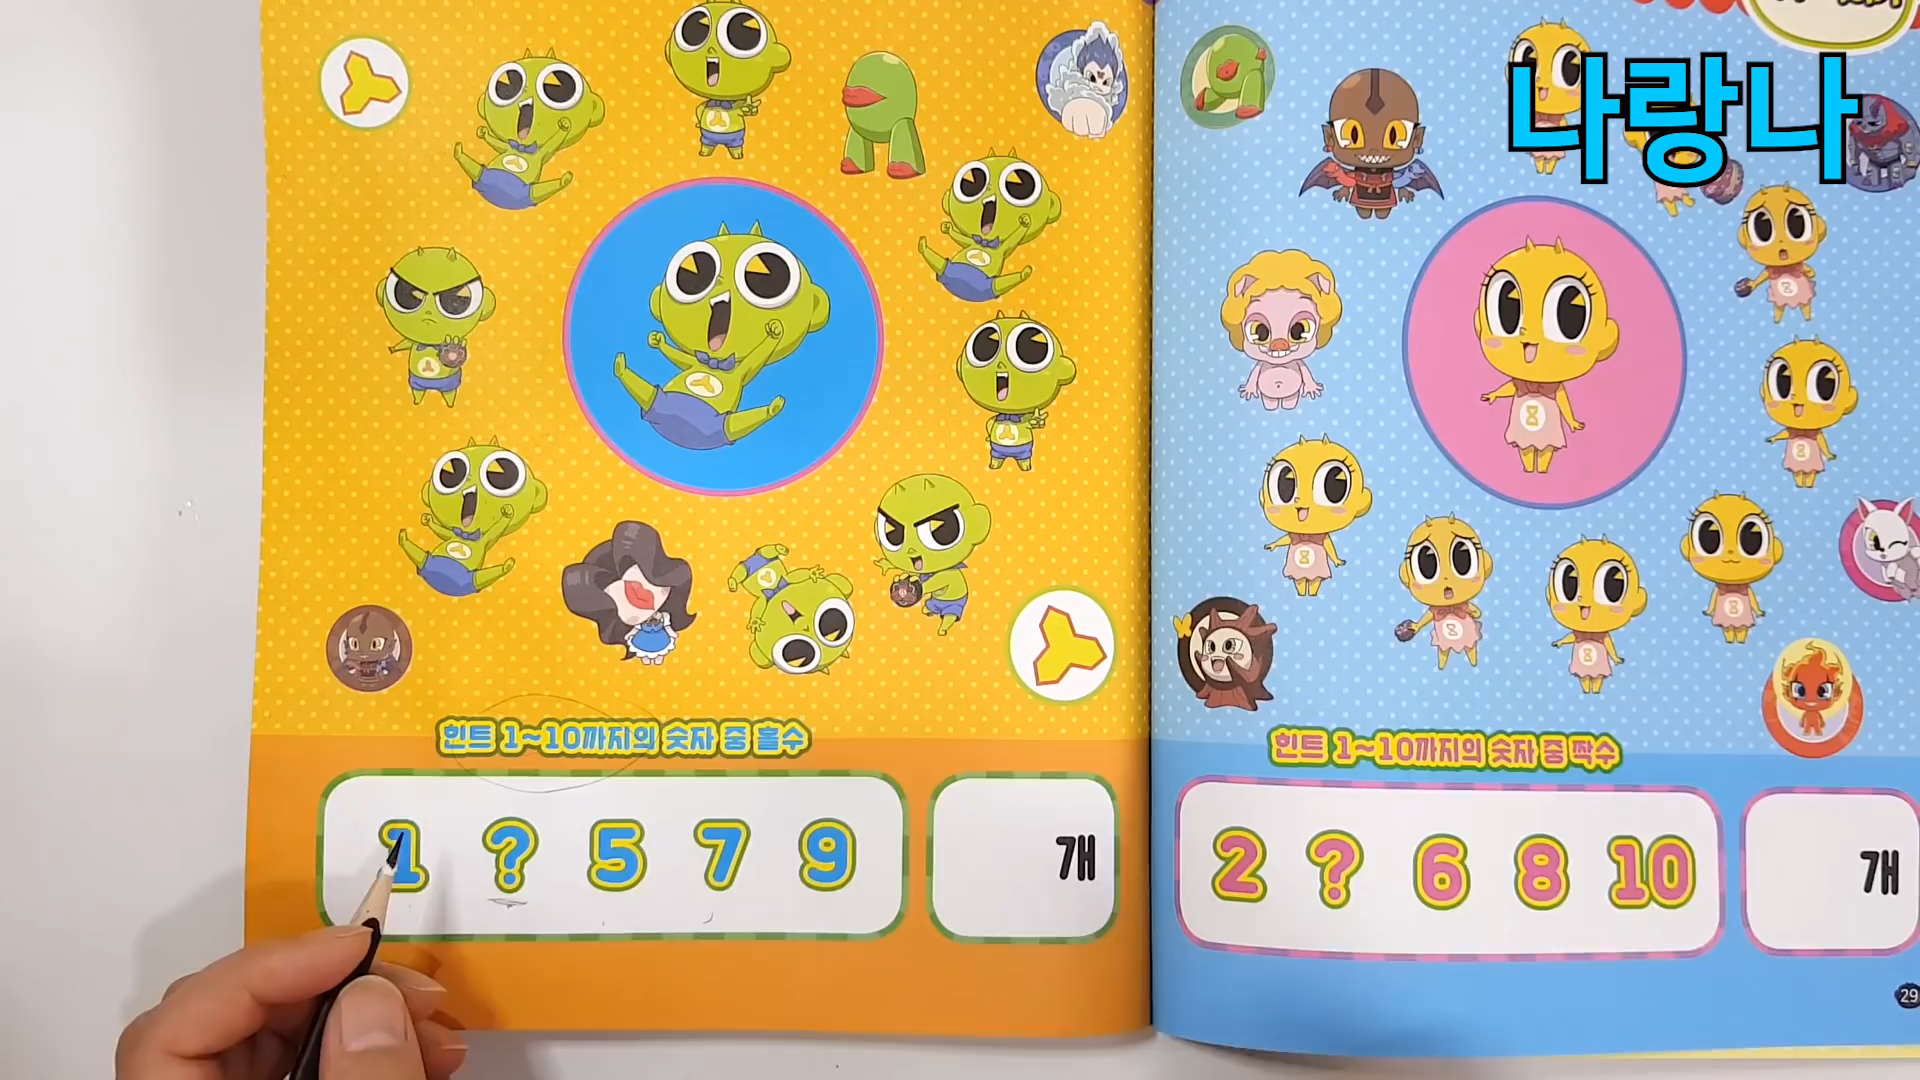 나랑나
힌트 1~10까지의 숫자 중 홀수
1 ? 5 7 9
개
힌트 1~10까지의 숫자 중 짝수
2 ? 6 8 10
개
29